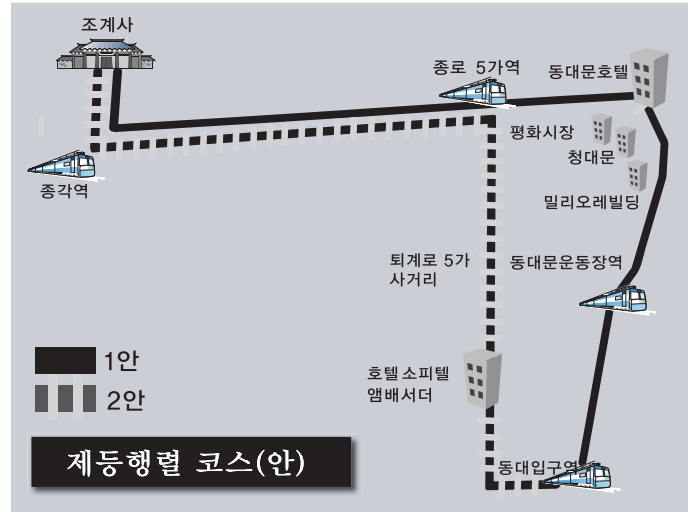 조계사
종로 5가역
동대문호텔
평화시장
청대문
종각역
밀리오레빌딩
퇴계로 5가
사거리
동대문운동장역
1안
호텔소피텔
앰배서더
2안
제등행렬 코스(안)
동대입구역